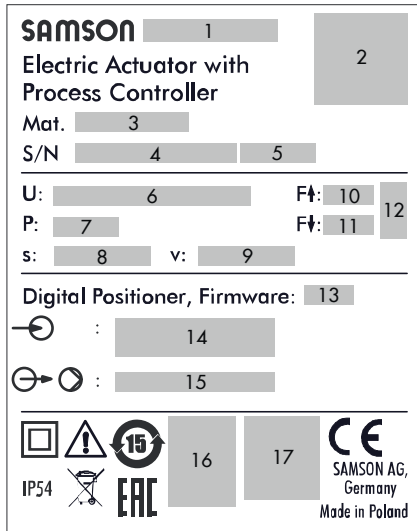 SAMSON 1
2
Electric Actuator with
Process Controller
Mat. 3
S/N 4 5
U: 6 F⬆: 10
12
P: 7 F⬇: 11
s: 8 v: 9
Digital Positioner, Firmware: 13
: 14
: 15
15
16 17 CE
IP54 EAC
SAMSON AG,
Germany
Made in Poland